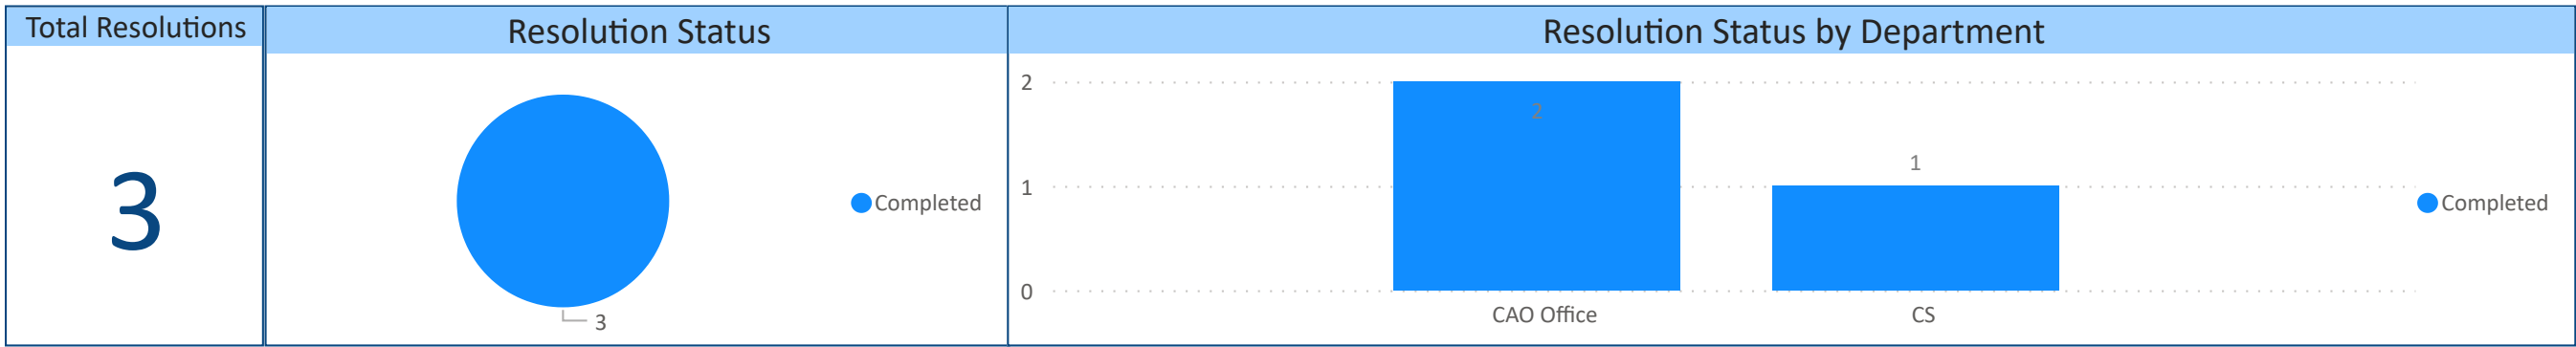 Total Resolutions
3
Resolution Status
3
Completed
Resolution Status by Department
2
1
0
2
1
CAO Office
CS
Completed